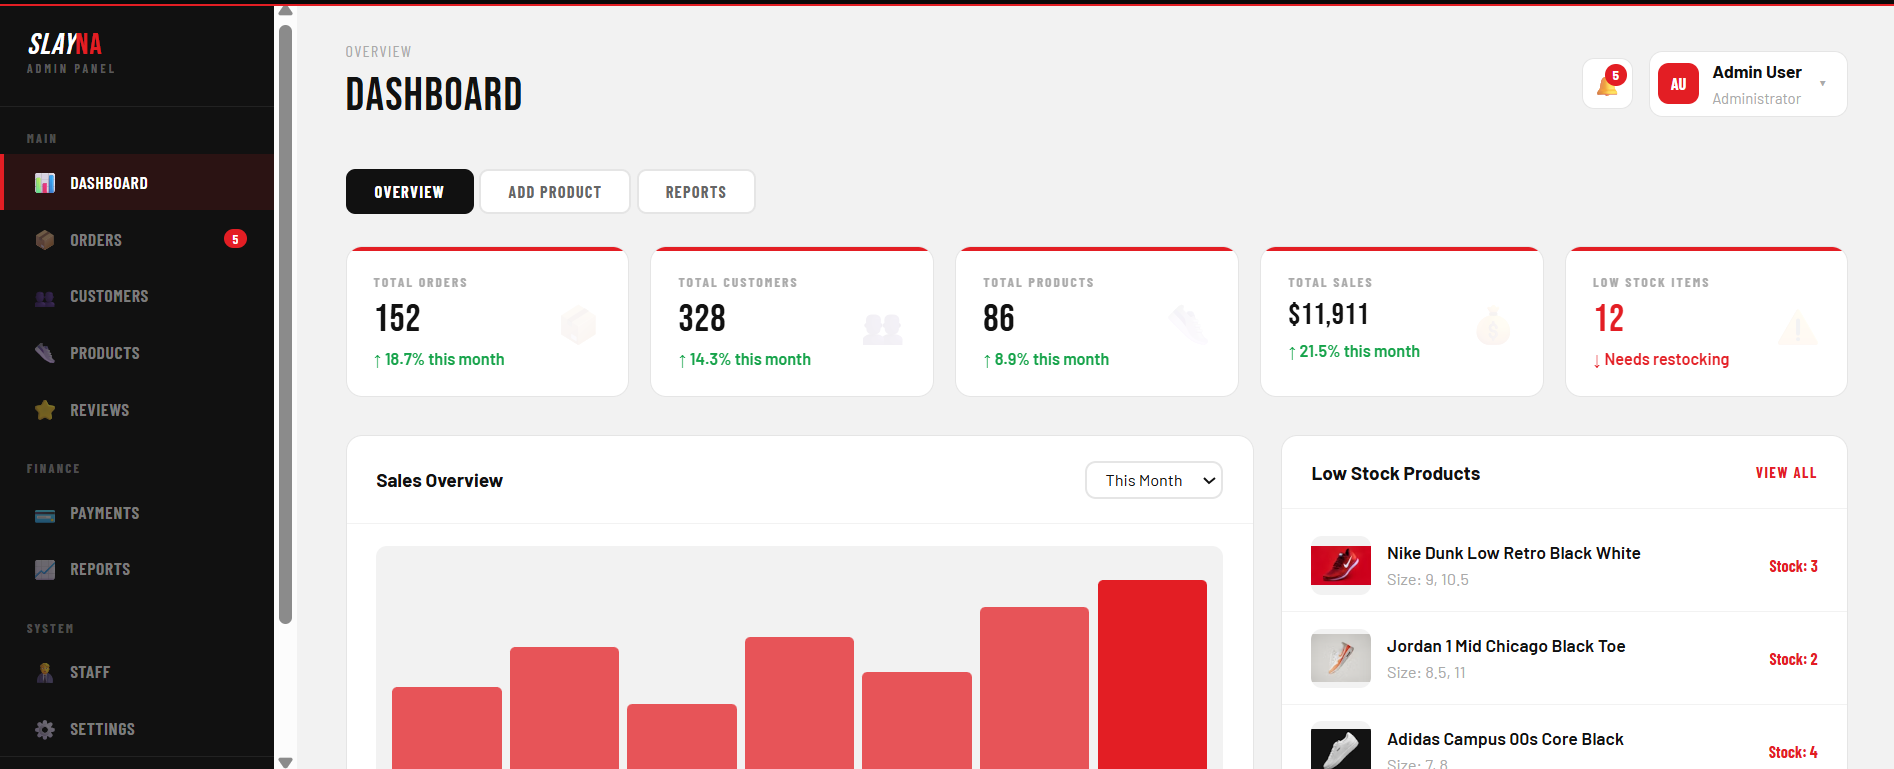 SLAYNA
ADMIN PANEL
MAIN
DASHBOARD
ORDERS 5
CUSTOMERS
PRODUCTS
REVIEWS
FINANCE
PAYMENTS
REPORTS
SYSTEM
STAFF
SETTINGS
OVERVIEW
DASHBOARD
5
AU
Admin User
Administrator
OVERVIEW ADD PRODUCT REPORTS
TOTAL ORDERS
152
↑ 18.7% this month
TOTAL CUSTOMERS
328
↑ 14.3% this month
TOTAL PRODUCTS
86
↑ 8.9% this month
TOTAL SALES
$11,911
↑ 21.5% this month
LOW STOCK ITEMS
12
↓ Needs restocking
Sales Overview
This Month
Low Stock Products
VIEW ALL
Nike Dunk Low Retro Black White
Size: 9, 10.5
Stock: 3
Jordan 1 Mid Chicago Black Toe
Size: 8.5, 11
Stock: 2
Adidas Campus 00s Core Black
Size: 7, 8
Stock: 4